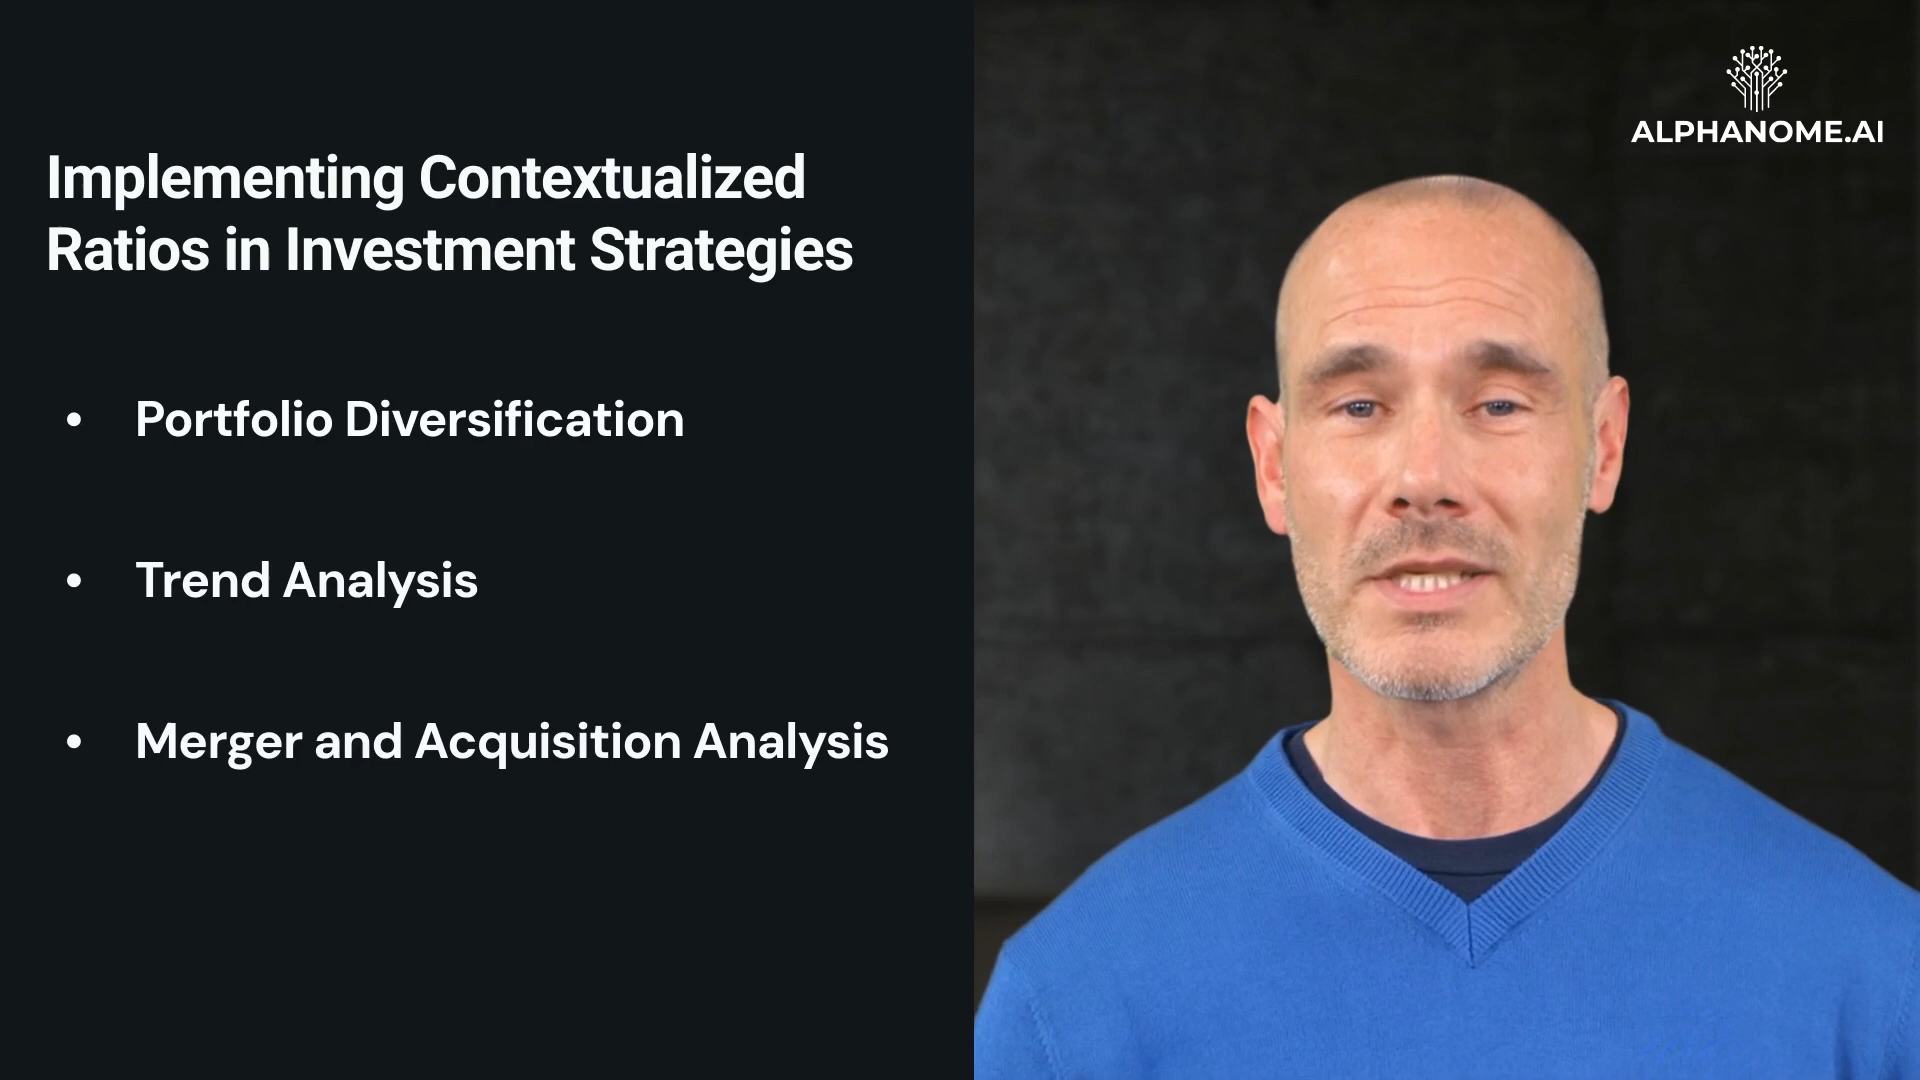 ALPHANOME.AI
Implementing Contextualized
Ratios in Investment Strategies
• Portfolio Diversification
• Trend Analysis
• Merger and Acquisition Analysis